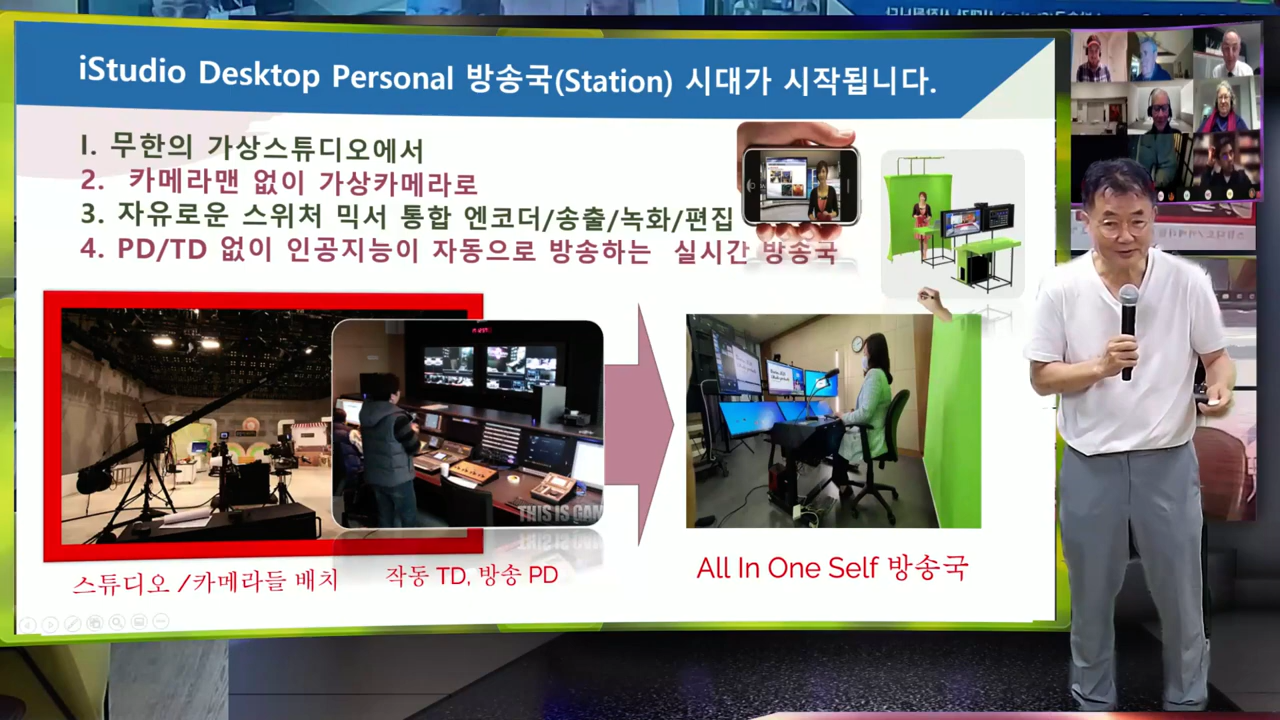 iStudio Desktop Personal 방송국(Station) 시대가 시작됩니다.
I. 무한의 가상스튜디오에서
2. 카메라맨 없이 가상카메라로
3. 자유로운 스위처 믹서 통합 엔코더/송출/녹화/편집
4. PD/TD 없이 인공지능이 자동으로 방송하는 실시간 방송국
THIS IS GAM
스튜디오 /카메라들 배치
작동 TD, 방송 PD
All In One Self 방송국